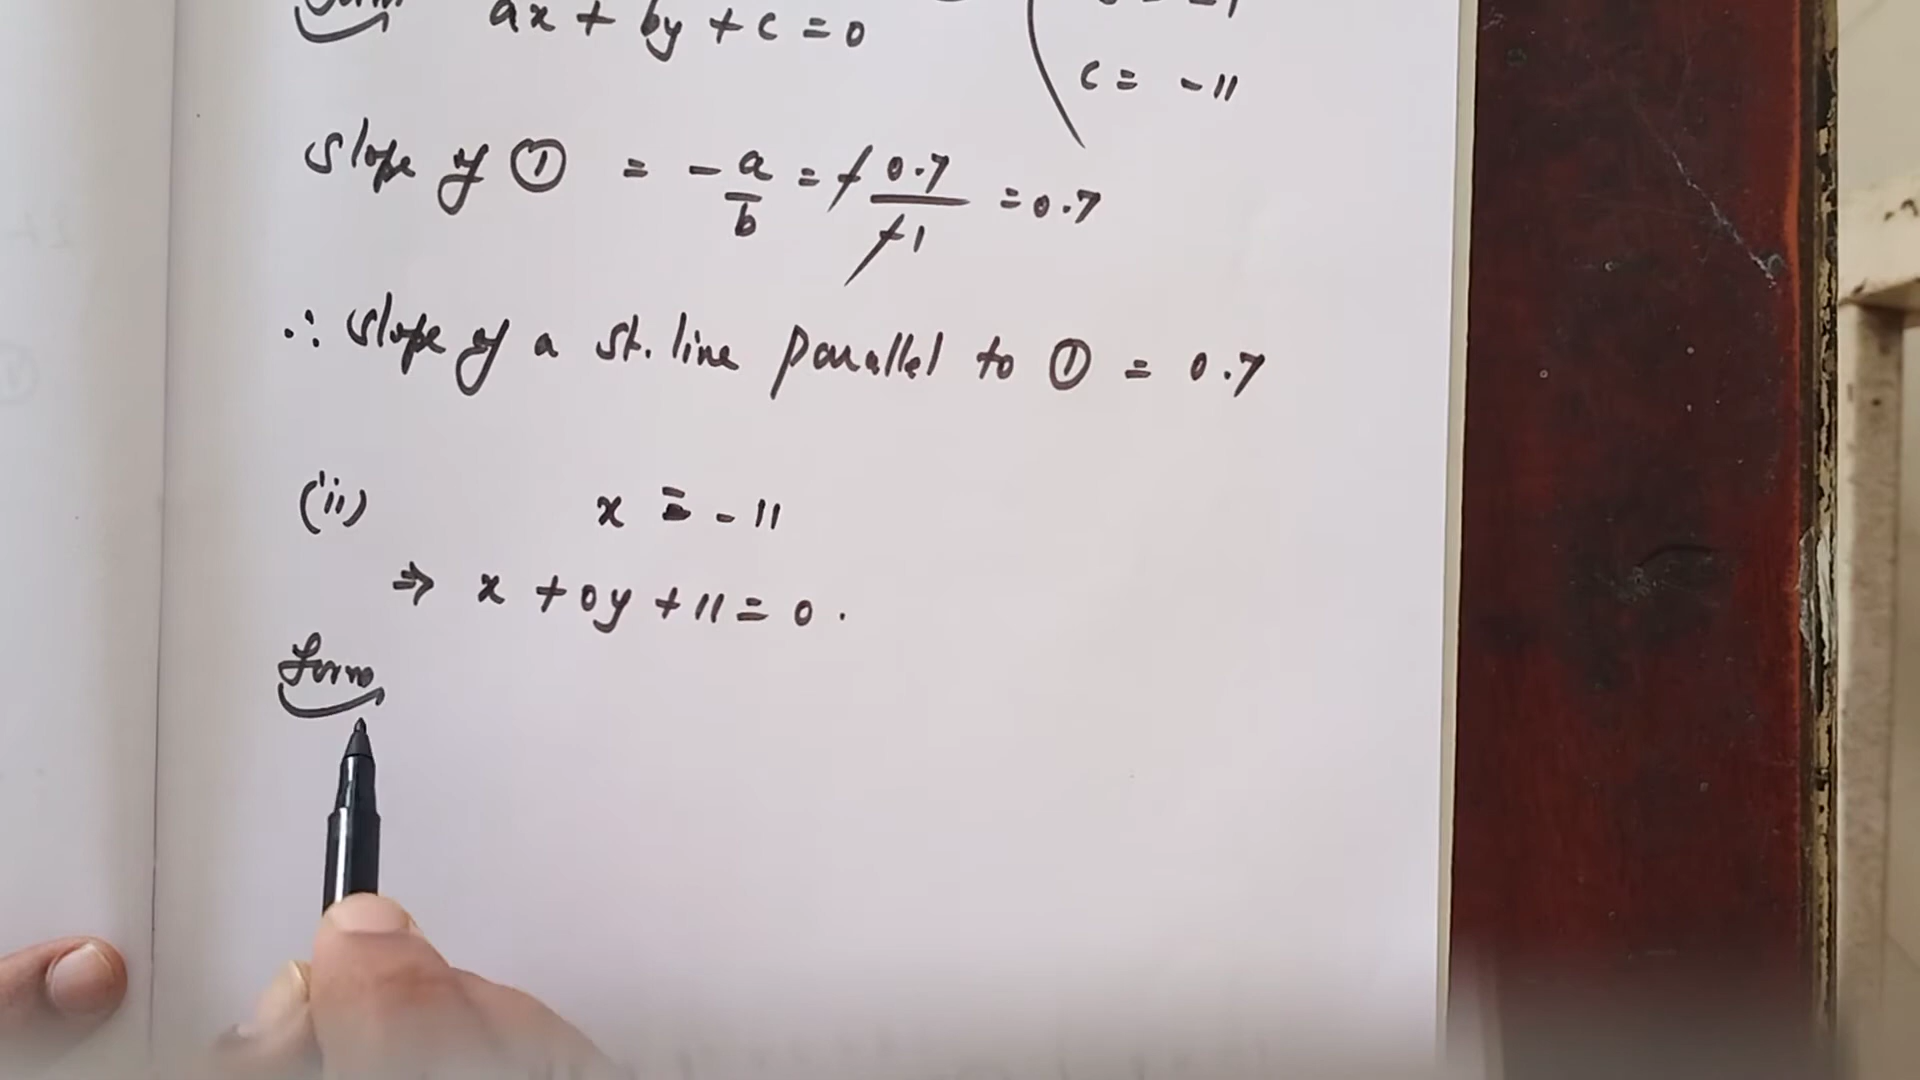 ax + by + c = 0
c = -11
Slope of ① = -a/b = -0.7/-1 = 0.7
∴ Slope of a st. line parallel to ① = 0.7
(ii) x = -11
⇒ x + 0y + 11 = 0.
Form